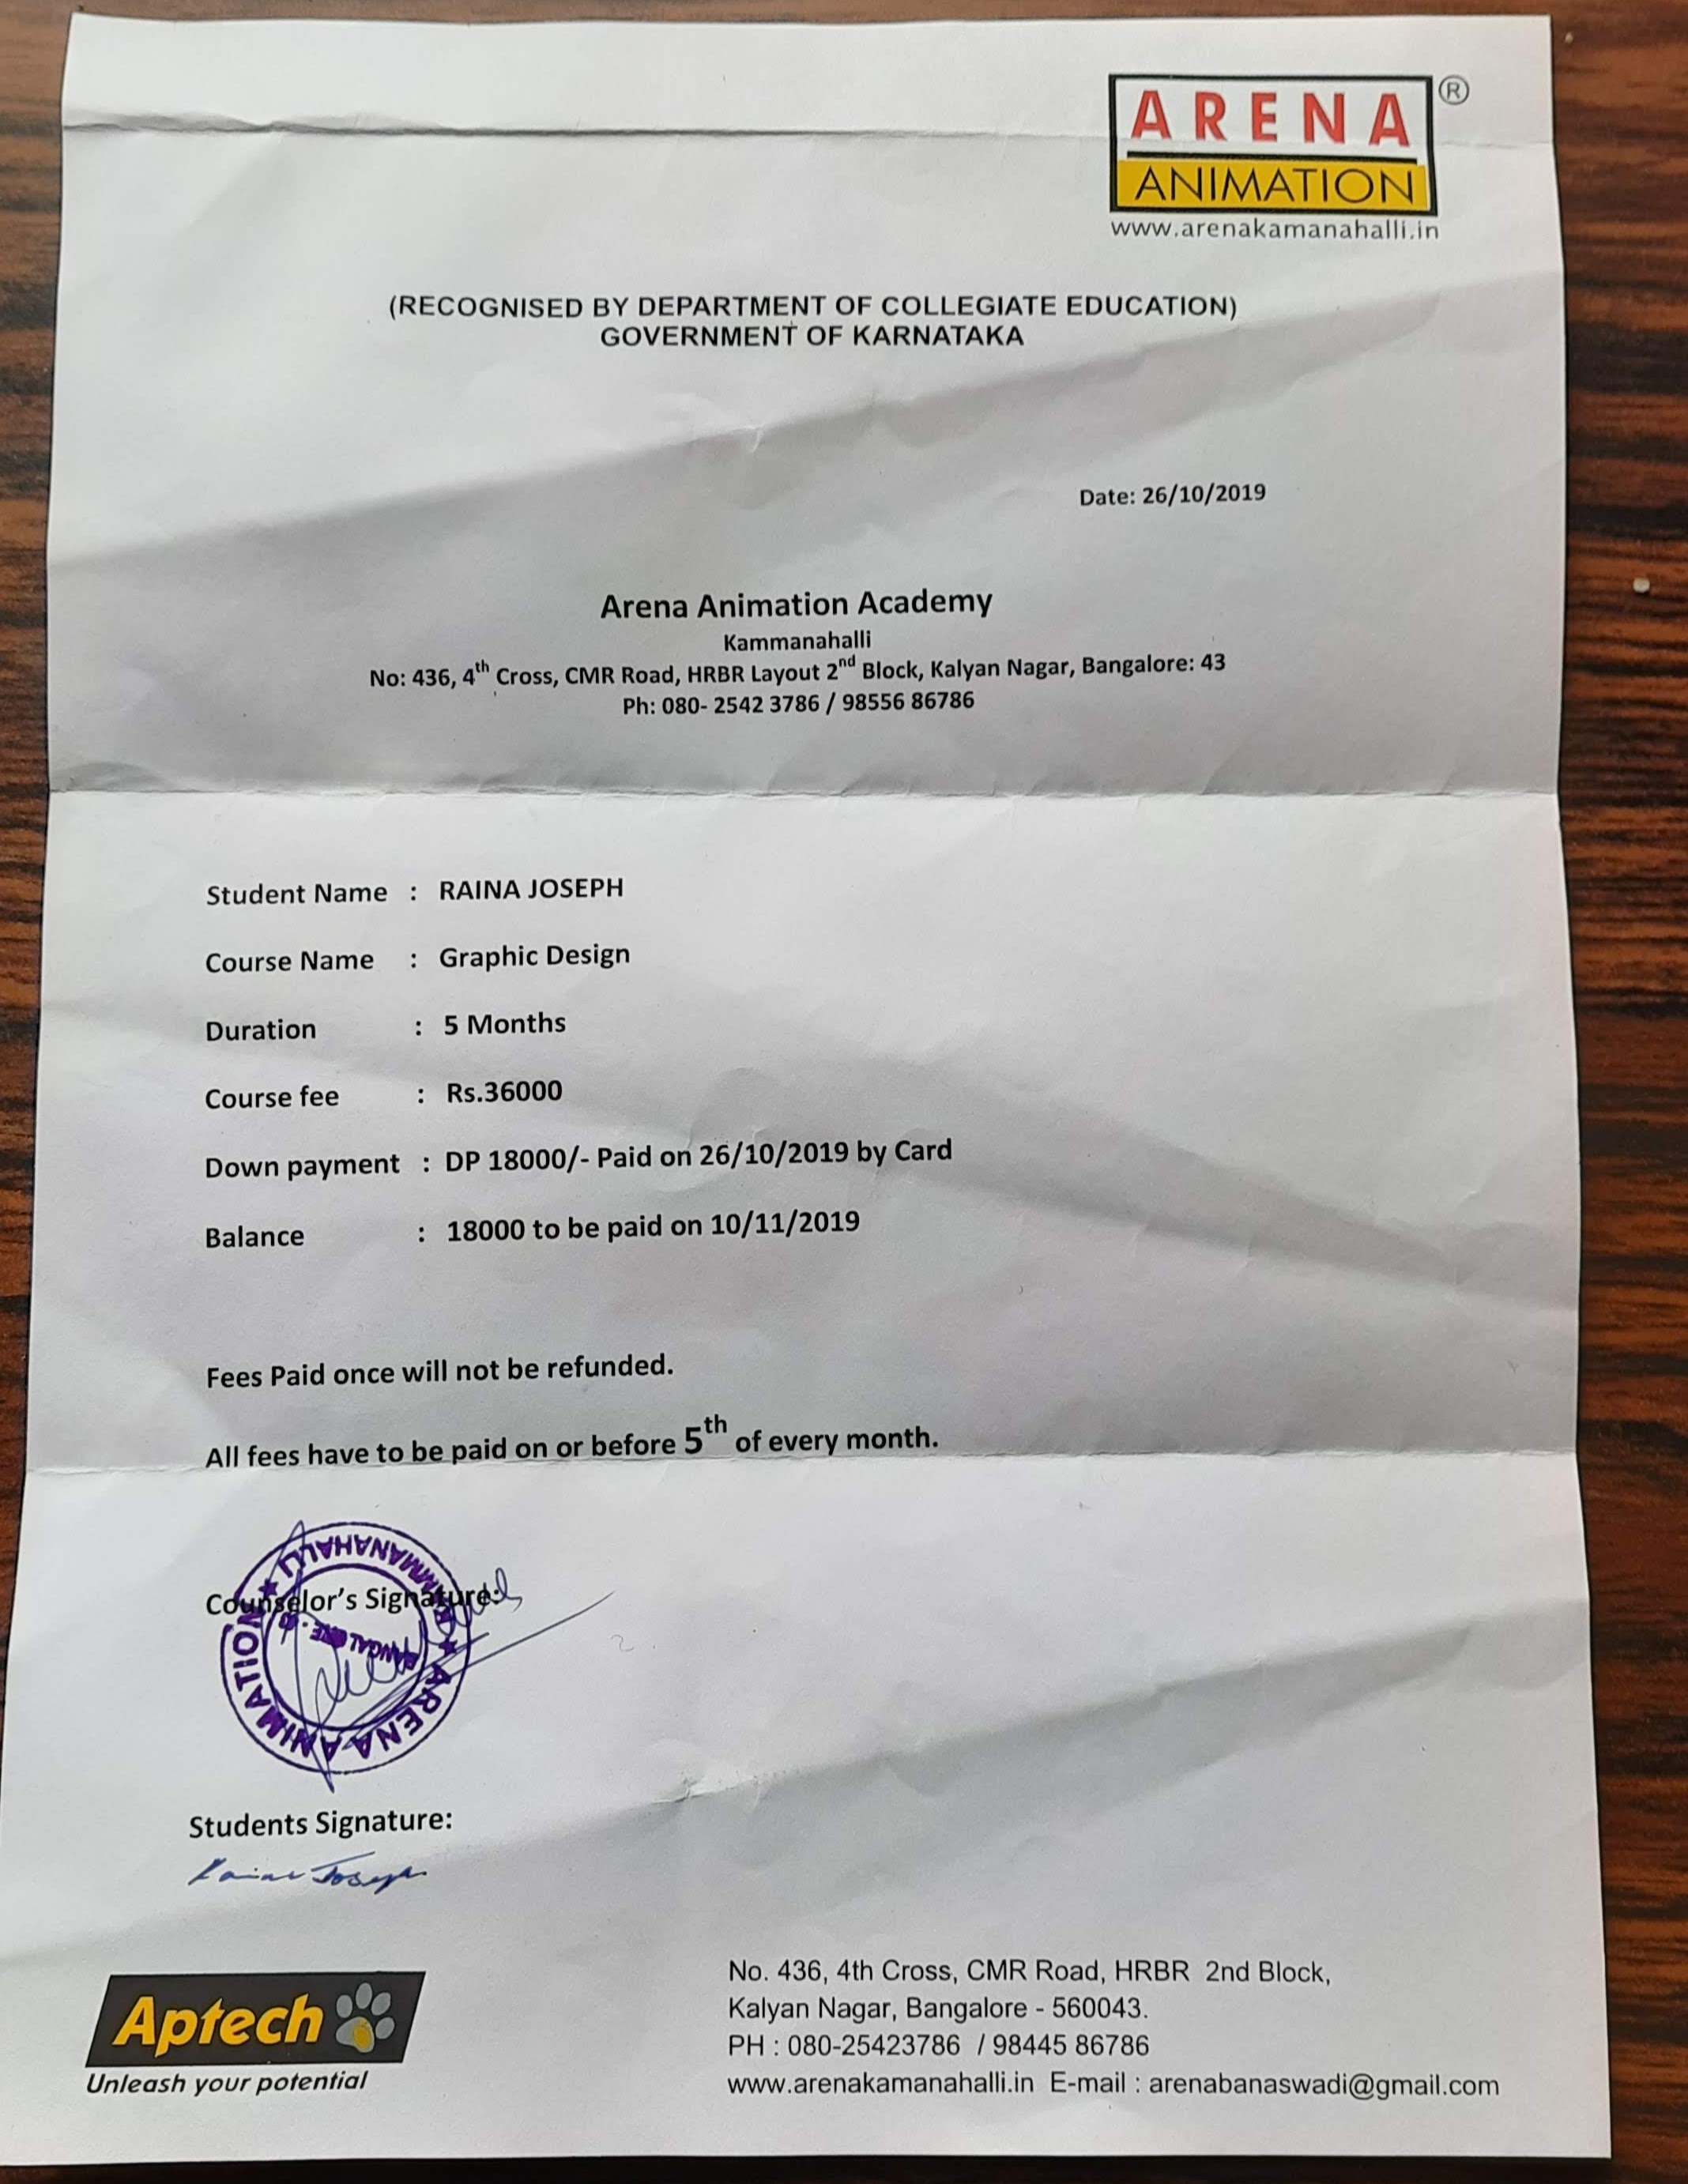 ARENA ®
ANIMATION
www.arenakamanahalli.in
(RECOGNISED BY DEPARTMENT OF COLLEGIATE EDUCATION)
GOVERNMENT OF KARNATAKA
Date: 26/10/2019
Arena Animation Academy
Kammanahalli
No: 436, 4th Cross, CMR Road, HRBR Layout 2nd Block, Kalyan Nagar, Bangalore: 43
Ph: 080- 2542 3786 / 98556 86786
Student Name : RAINA JOSEPH
Course Name : Graphic Design
Duration : 5 Months
Course fee : Rs.36000
Down payment : DP 18000/- Paid on 26/10/2019 by Card
Balance : 18000 to be paid on 10/11/2019
Fees Paid once will not be refunded.
All fees have to be paid on or before 5th of every month.
Counselor's Signature:
ARENA ANIMATION ★ KAMMANAHALLI ★
BANGALORE
Students Signature:
Raina Joseph
Aptech
Unleash your potential
No. 436, 4th Cross, CMR Road, HRBR 2nd Block,
Kalyan Nagar, Bangalore - 560043.
PH : 080-25423786 / 98445 86786
www.arenakamanahalli.in E-mail : arenabanaswadi@gmail.com